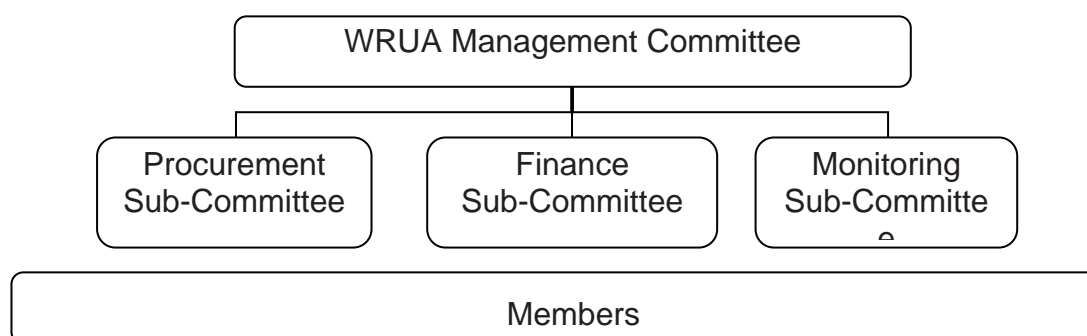 WRUA Management Committee
Procurement Finance Monitoring
Sub-Committee Sub-Committee Sub-Committe
e
Members